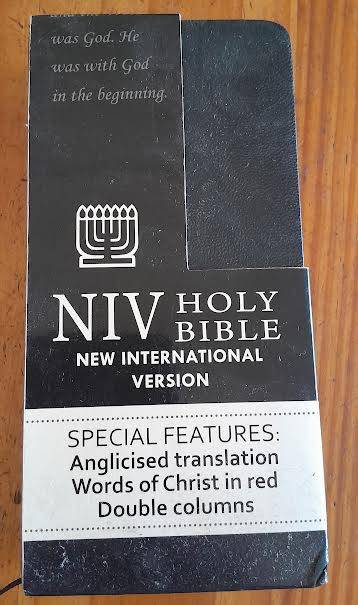 was God. He
was with God
in the beginning.
NIV HOLY
BIBLE
NEW INTERNATIONAL
VERSION
SPECIAL FEATURES:
Anglicised translation
Words of Christ in red
Double columns